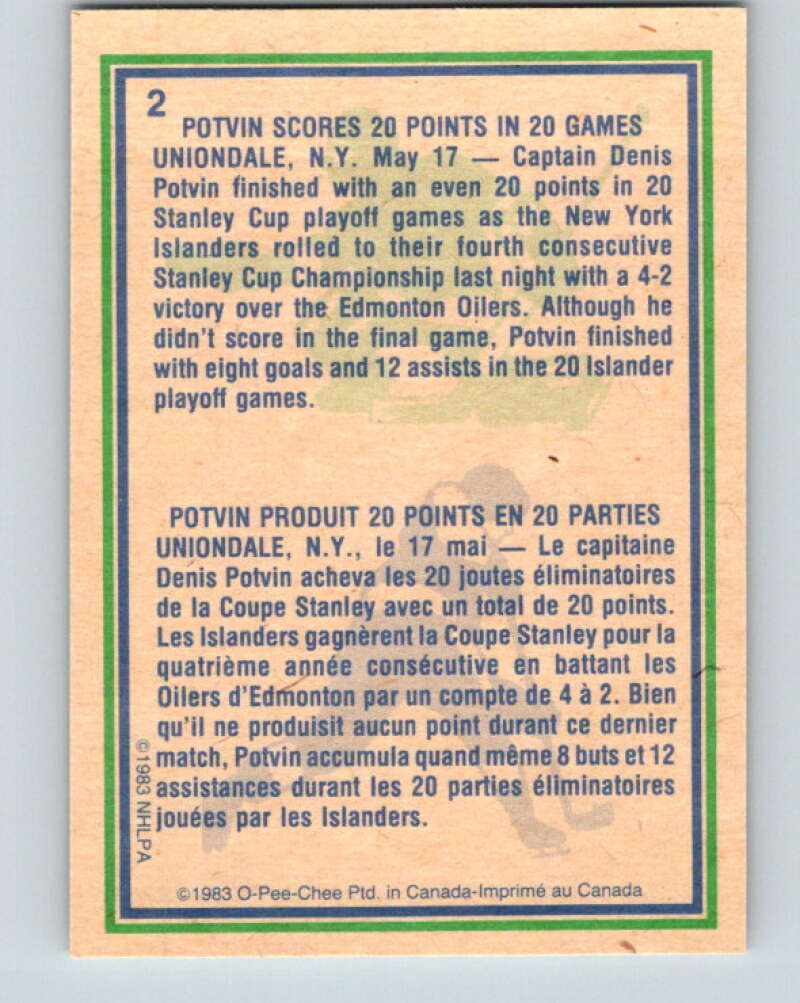 2
POTVIN SCORES 20 POINTS IN 20 GAMES
UNIONDALE, N.Y. May 17 — Captain Denis
Potvin finished with an even 20 points in 20
Stanley Cup playoff games as the New York
Islanders rolled to their fourth consecutive
Stanley Cup Championship last night with a 4-2
victory over the Edmonton Oilers. Although he
didn't score in the final game, Potvin finished
with eight goals and 12 assists in the 20 Islander
playoff games.
POTVIN PRODUIT 20 POINTS EN 20 PARTIES
UNIONDALE, N.Y., le 17 mai — Le capitaine
Denis Potvin acheva les 20 joutes éliminatoires
de la Coupe Stanley avec un total de 20 points.
Les Islanders gagnèrent la Coupe Stanley pour la
quatrième année consécutive en battant les
Oilers d'Edmonton par un compte de 4 à 2. Bien
qu'il ne produisit aucun point durant ce dernier
match, Potvin accumula quand même 8 buts et 12
assistances durant les 20 parties éliminatoires
jouées par les Islanders.
©1983 NHLPA
©1983 O-Pee-Chee Ptd. in Canada-Imprimé au Canada